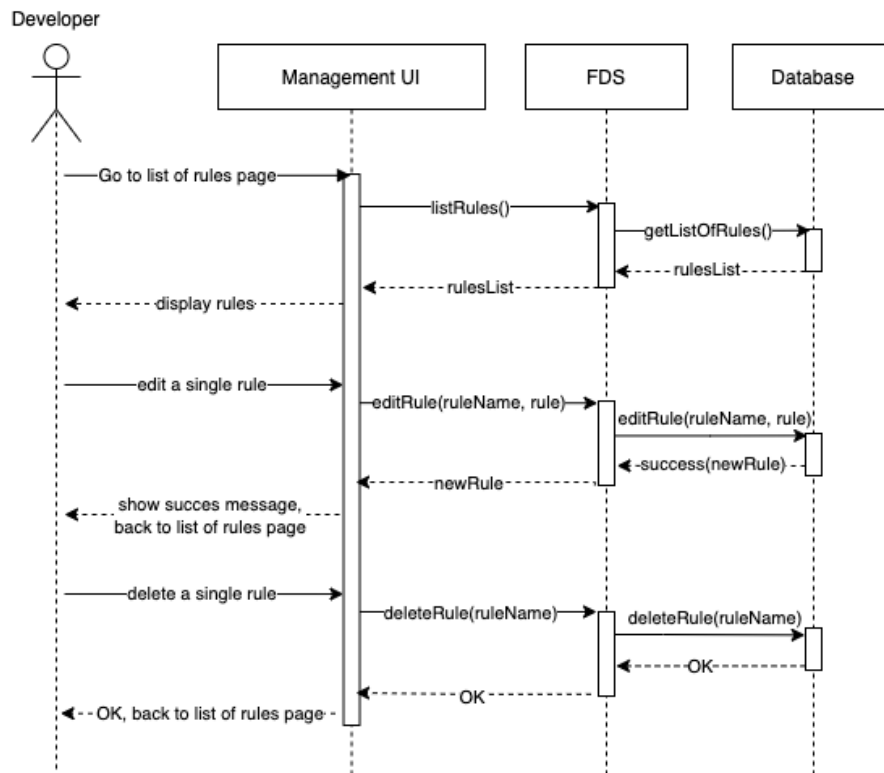 Developer
Management UI
FDS
Database
Go to list of rules page
listRules()
getListOfRules()
rulesList
rulesList
display rules
edit a single rule
editRule(ruleName, rule)
editRule(ruleName, rule)
success(newRule)
newRule
show succes message,
back to list of rules page
delete a single rule
deleteRule(ruleName)
deleteRule(ruleName)
OK
OK
OK, back to list of rules page